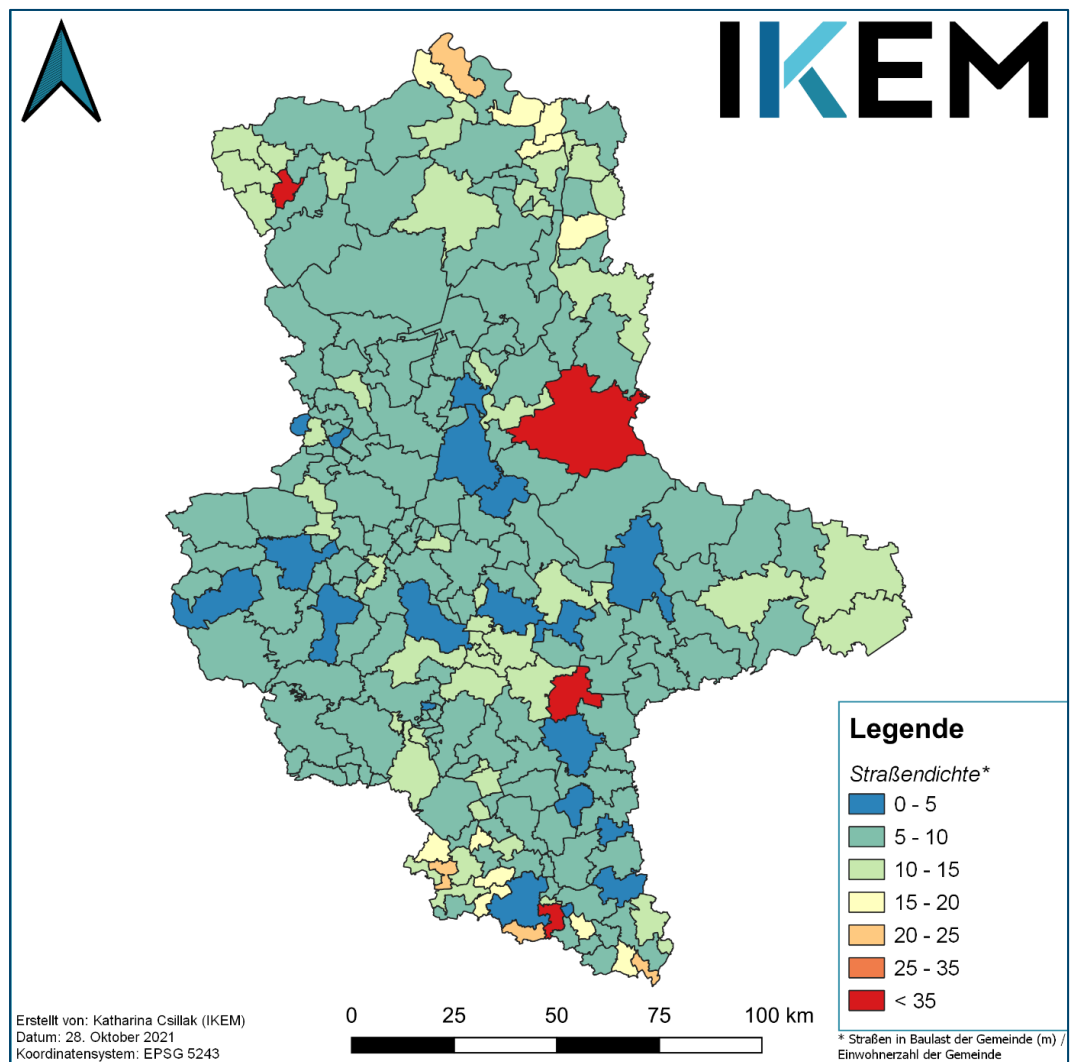 IKEM
Legende
Straßendichte*
0 - 5
5 - 10
10 - 15
15 - 20
20 - 25
25 - 35
< 35
0 25 50 75 100 km
Erstellt von: Katharina Csillak (IKEM)
Datum: 28. Oktober 2021
Koordinatensystem: EPSG 5243
* Straßen in Baulast der Gemeinde (m) /
Einwohnerzahl der Gemeinde